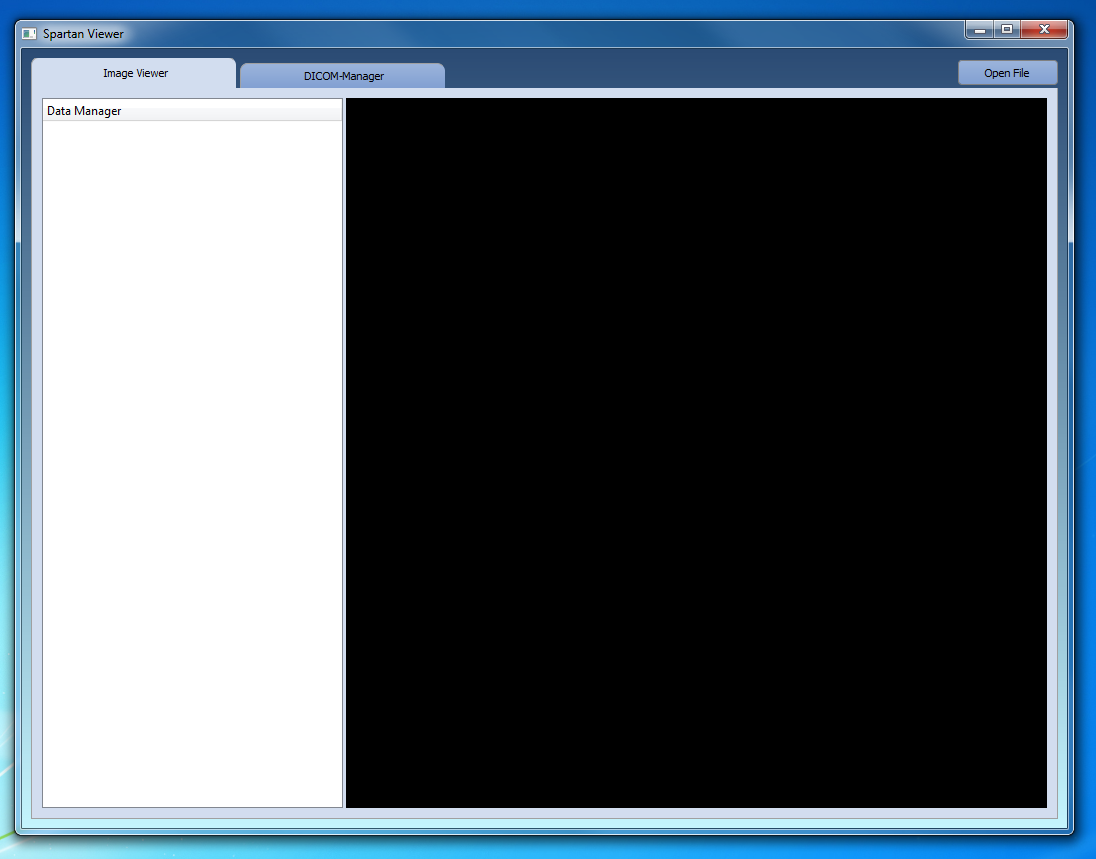 Spartan Viewer
Image Viewer
DICOM-Manager
Open File
Data Manager